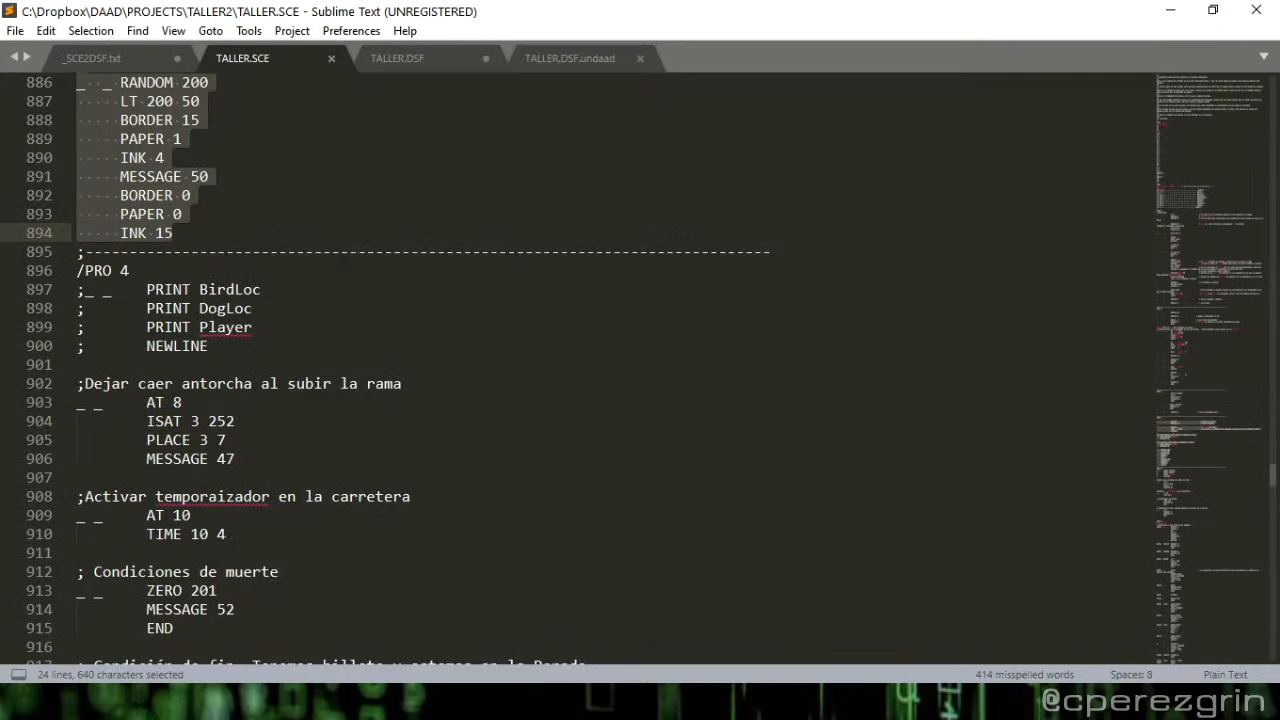 C:\Dropbox\DAAD\PROJECTS\TALLER2\TALLER.SCE - Sublime Text (UNREGISTERED)
File Edit Selection Find View Goto Tools Project Preferences Help
_SCE2DSF.txt TALLER.SCE TALLER.DSF TALLER.DSF.undaad
886 _ _ RANDOM 200
887 LT 200 50
888 BORDER 15
889 PAPER 1
890 INK 4
891 MESSAGE 50
892 BORDER 0
893 PAPER 0
894 INK 15
895 ;------------------------------------------------------------------------------
896 /PRO 4
897 ;_ _ PRINT BirdLoc
898 ; PRINT DogLoc
899 ; PRINT Player
900 ; NEWLINE
901
902 ;Dejar caer antorcha al subir la rama
903 _ _ AT 8
904 ISAT 3 252
905 PLACE 3 7
906 MESSAGE 47
907
908 ;Activar temporaizador en la carretera
909 _ _ AT 10
910 TIME 10 4
911
912 ; Condiciones de muerte
913 _ _ ZERO 201
914 MESSAGE 52
915 END
916
24 lines, 640 characters selected 414 misspelled words Spaces: 8 Plain Text
@cperezgrin